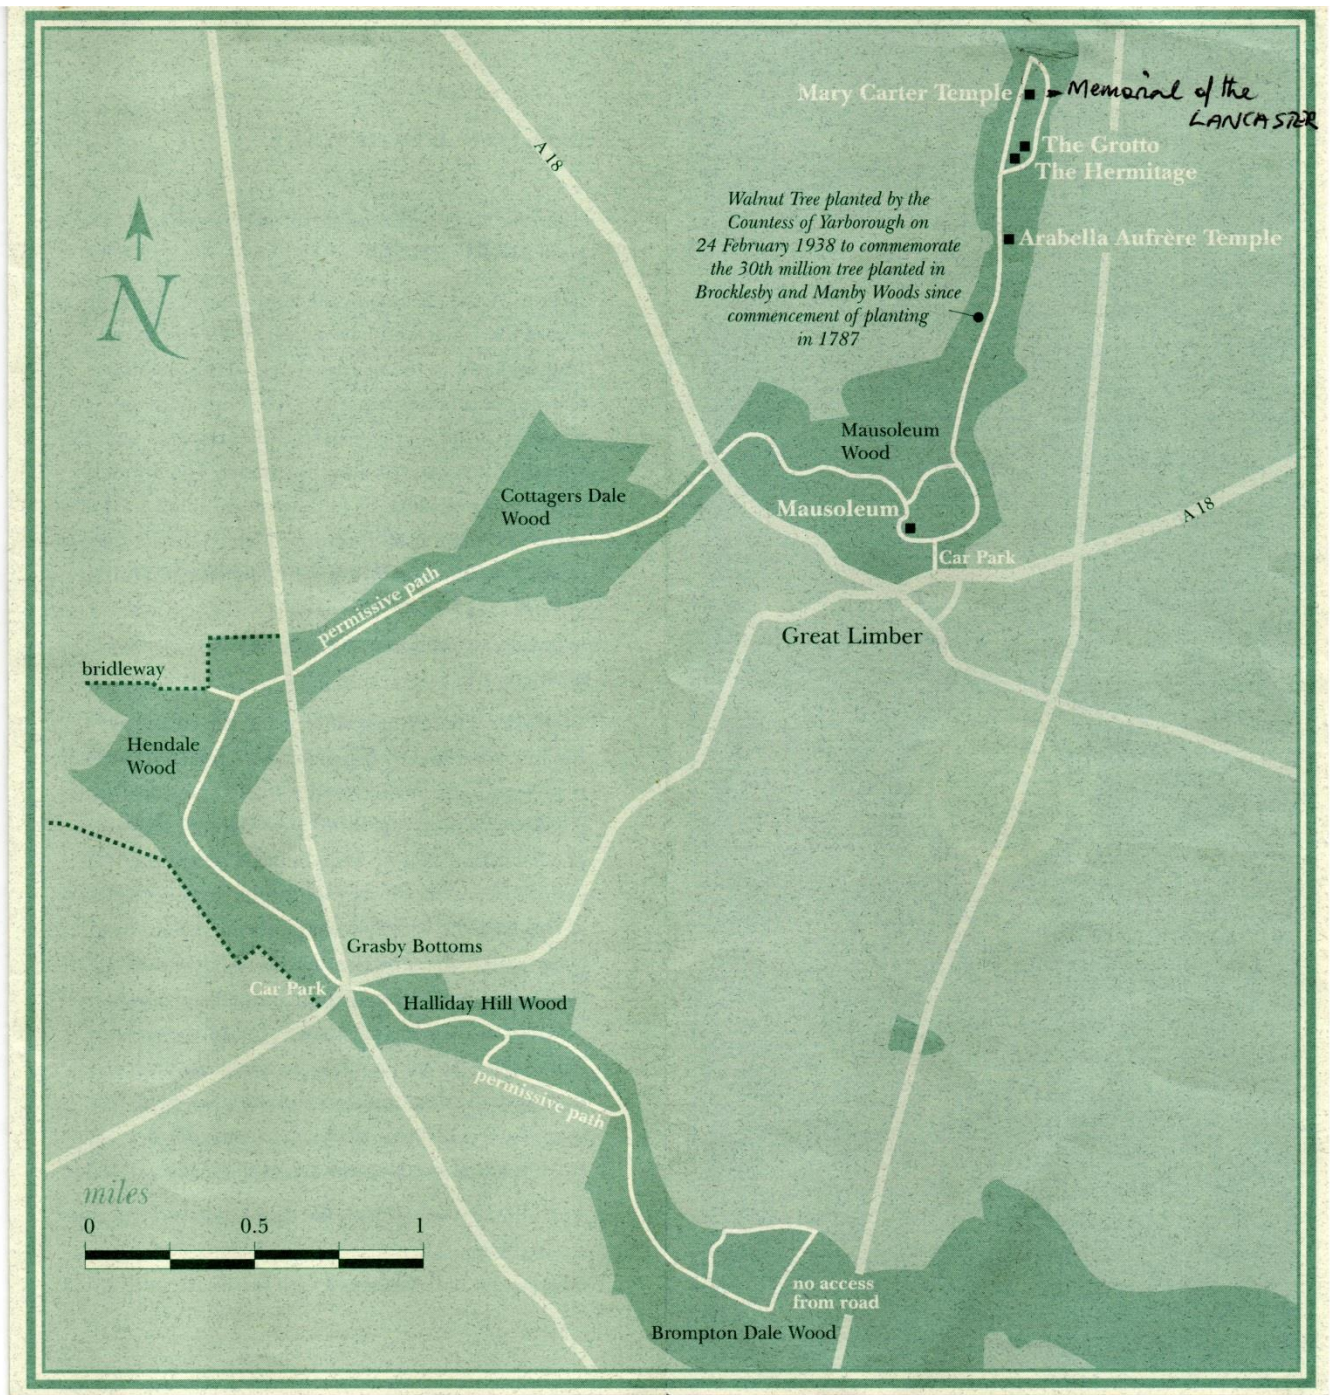 Mary Carter Temple
Memorial of the
LANCASTER
A 18
The Grotto
The Hermitage
Walnut Tree planted by the
Countess of Yarborough on
24 February 1938 to commemorate
the 30th million tree planted in
Brocklesby and Manby Woods since
commencement of planting
in 1787
Arabella Aufrère Temple
N
Mausoleum
Wood
Cottagers Dale
Wood
Mausoleum
A 18
Car Park
permissive path
Great Limber
bridleway
Hendale
Wood
Grasby Bottoms
Car Park
Halliday Hill Wood
permissive path
miles
0 0.5 1
no access
from road
Brompton Dale Wood